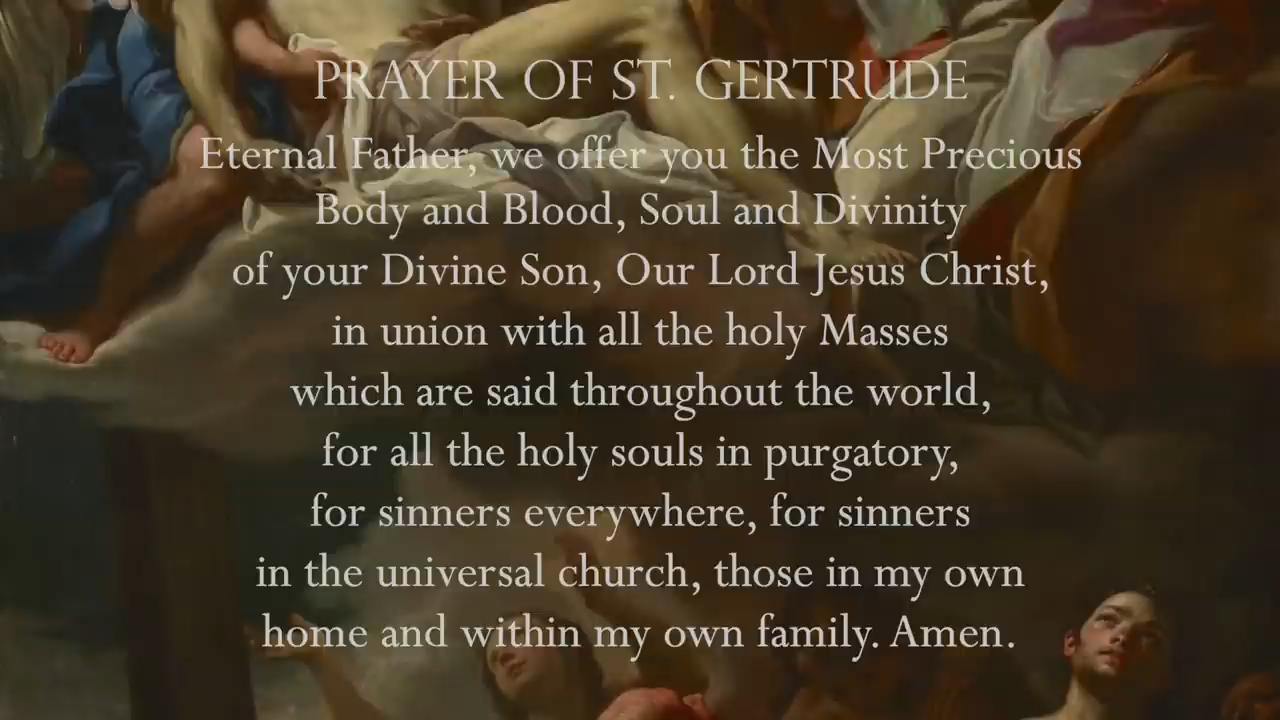 PRAYER OF ST. GERTRUDE
Eternal Father, we offer you the Most Precious
Body and Blood, Soul and Divinity
of your Divine Son, Our Lord Jesus Christ,
in union with all the holy Masses
which are said throughout the world,
for all the holy souls in purgatory,
for sinners everywhere, for sinners
in the universal church, those in my own
home and within my own family. Amen.